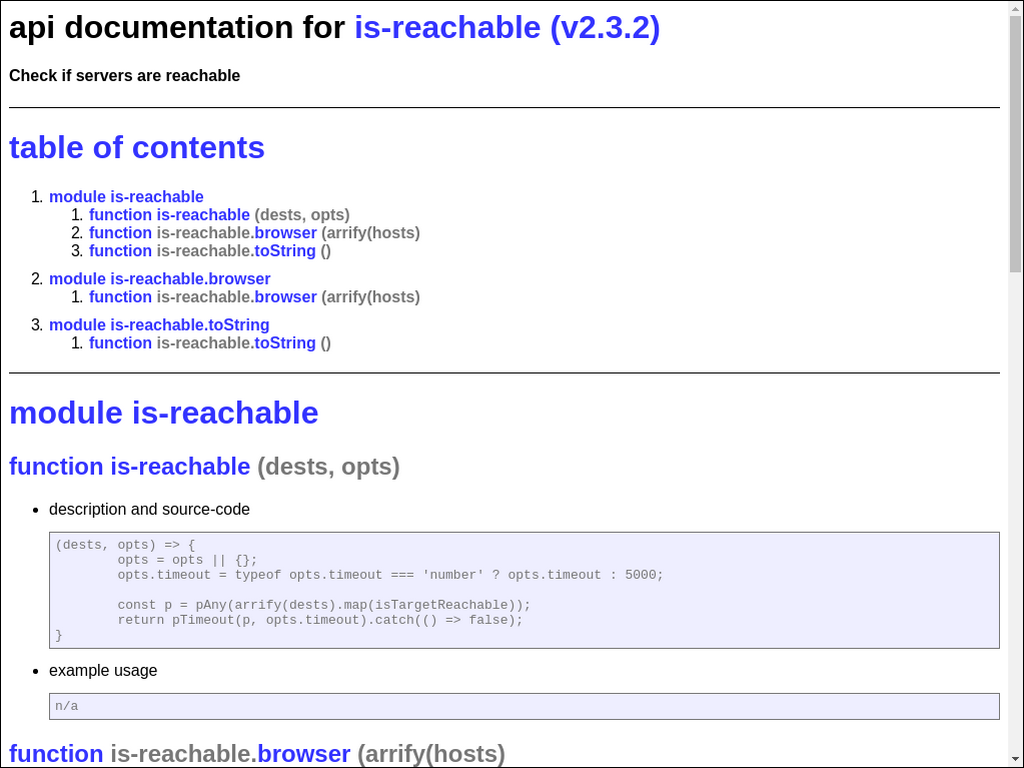 api documentation for is-reachable (v2.3.2)
Check if servers are reachable
table of contents
1. module is-reachable
1. function is-reachable (dests, opts)
2. function is-reachable.browser (arrify(hosts)
3. function is-reachable.toString ()
2. module is-reachable.browser
1. function is-reachable.browser (arrify(hosts)
3. module is-reachable.toString
1. function is-reachable.toString ()
module is-reachable
function is-reachable (dests, opts)
• description and source-code
(dests, opts) => {
opts = opts || {};
opts.timeout = typeof opts.timeout === 'number' ? opts.timeout : 5000;
const p = pAny(arrify(dests).map(isTargetReachable));
return pTimeout(p, opts.timeout).catch(() => false);
}
• example usage
n/a
function is-reachable.browser (arrify(hosts)